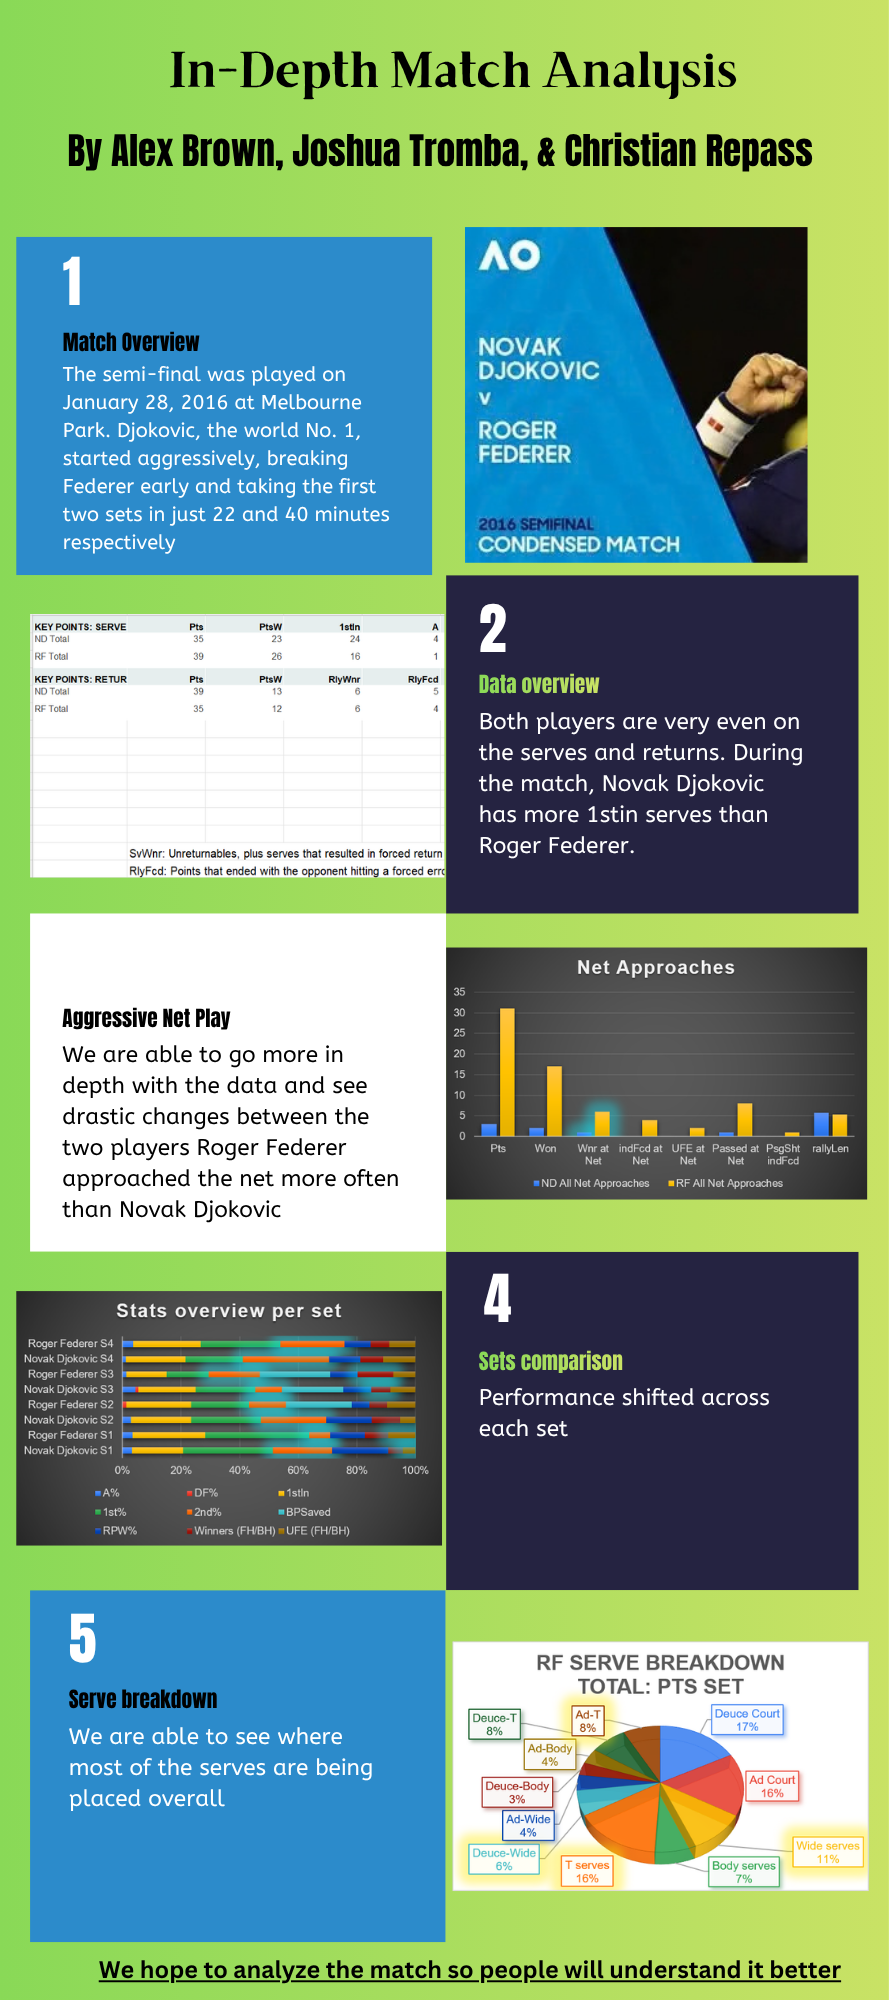 In-Depth Match Analysis
By Alex Brown, Joshua Tromba, & Christian Repass
1
Match Overview
The semi-final was played on
January 28, 2016 at Melbourne
Park. Djokovic, the world No. 1,
started aggressively, breaking
Federer early and taking the first
two sets in just 22 and 40 minutes
respectively
AO
NOVAK
DJOKOVIC
v
ROGER
FEDERER
2016 SEMIFINAL
CONDENSED MATCH
KEY POINTS: SERVE Pts PtsW 1stIn A
ND Total 35 23 24 4
RF Total 39 26 16 1
KEY POINTS: RETUR Pts PtsW RlyWnr RlyFcd
ND Total 39 13 6 5
RF Total 35 12 6 4
SvWnr: Unreturnables, plus serves that resulted in forced return
RlyFcd: Points that ended with the opponent hitting a forced erro
2
Data overview
Both players are very even on
the serves and returns. During
the match, Novak Djokovic
has more 1stin serves than
Roger Federer.
Aggressive Net Play
We are able to go more in
depth with the data and see
drastic changes between the
two players Roger Federer
approached the net more often
than Novak Djokovic
Net Approaches
35
30
25
20
15
10
5
0
Pts Won Wnr at Net indFcd at Net UFE at Net Passed at Net PsgSht indFcd rallyLen
ND All Net Approaches RF All Net Approaches
Stats overview per set
Roger Federer S4
Novak Djokovic S4
Roger Federer S3
Novak Djokovic S3
Roger Federer S2
Novak Djokovic S2
Roger Federer S1
Novak Djokovic S1
0% 20% 40% 60% 80% 100%
A% DF% 1stIn
1st% 2nd% BPSaved
RPW% Winners (FH/BH) UFE (FH/BH)
4
Sets comparison
Performance shifted across
each set
5
Serve breakdown
We are able to see where
most of the serves are being
placed overall
RF SERVE BREAKDOWN
TOTAL: PTS SET
Deuce Court
17%
Ad Court
16%
Wide serves
11%
Body serves
7%
T serves
16%
Deuce-Wide
6%
Ad-Wide
4%
Deuce-Body
3%
Ad-Body
4%
Deuce-T
8%
Ad-T
8%
We hope to analyze the match so people will understand it better